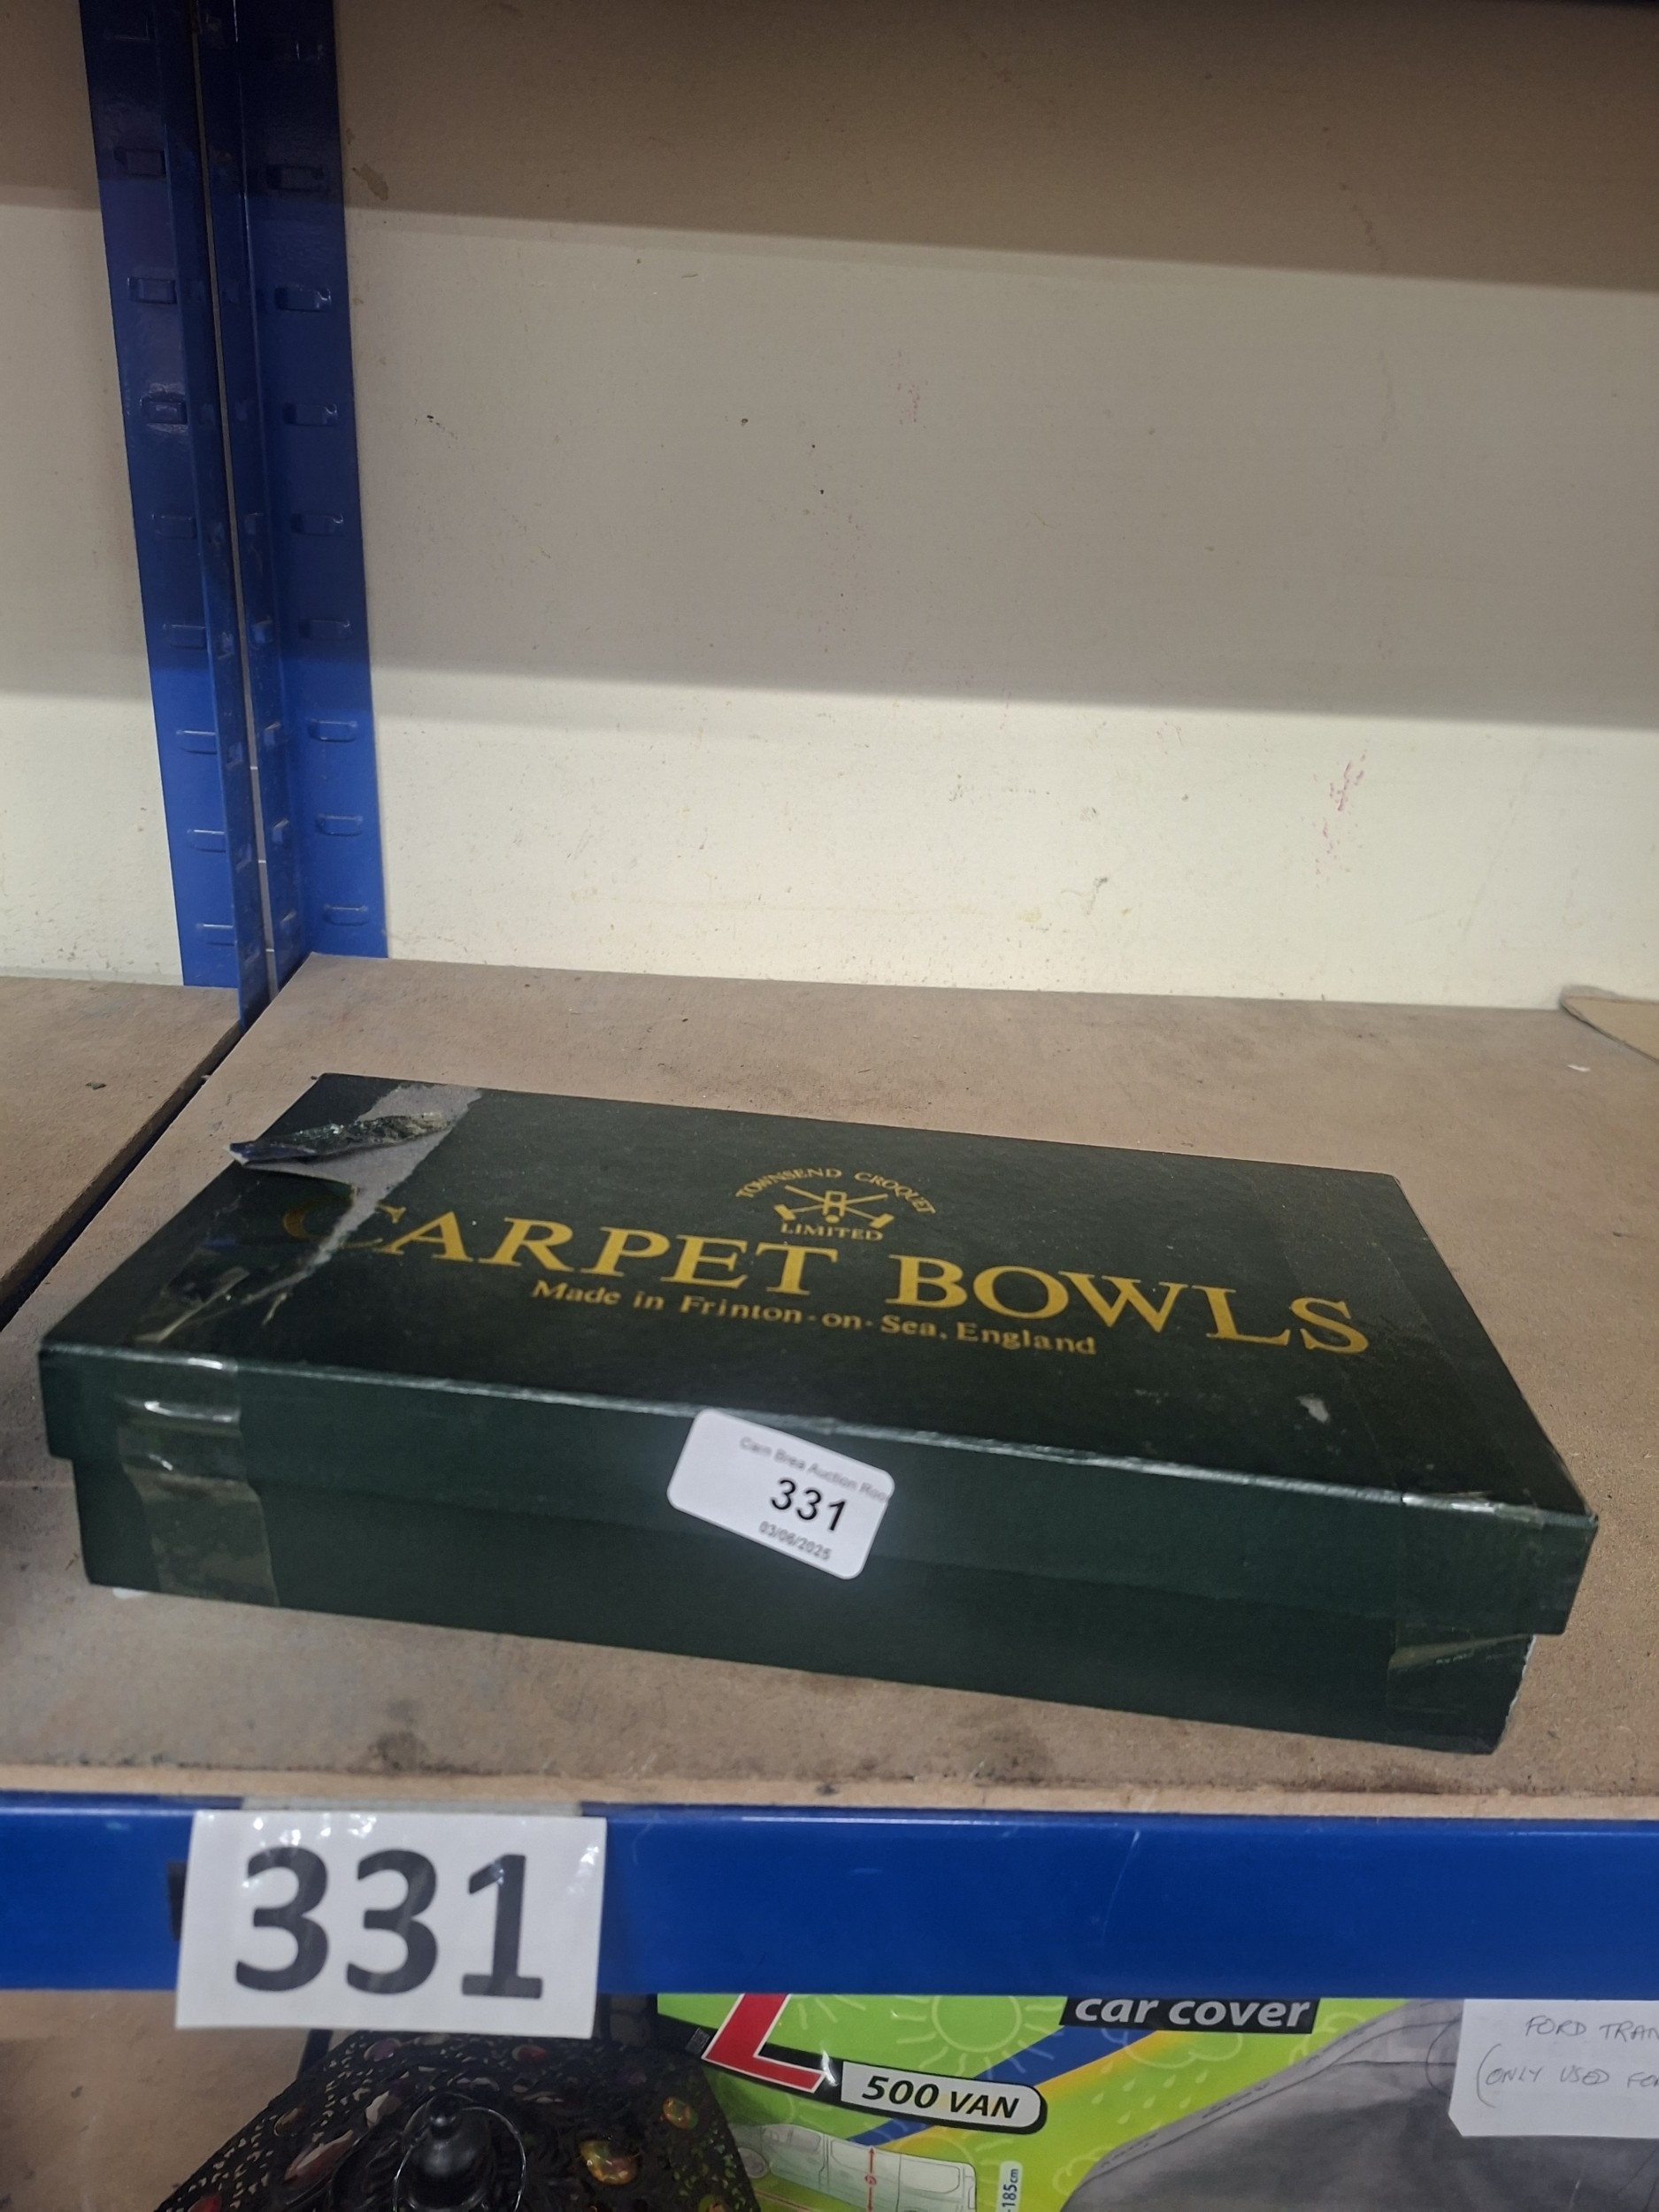 TOWNSEND CROQUET
LIMITED
CARPET BOWLS
Made in Frinton-on-Sea, England
Carn Brea Auction Roo
331
03/06/2025
331
car cover
500 VAN
185cm
FORD TRAN
(ONLY USED FOR